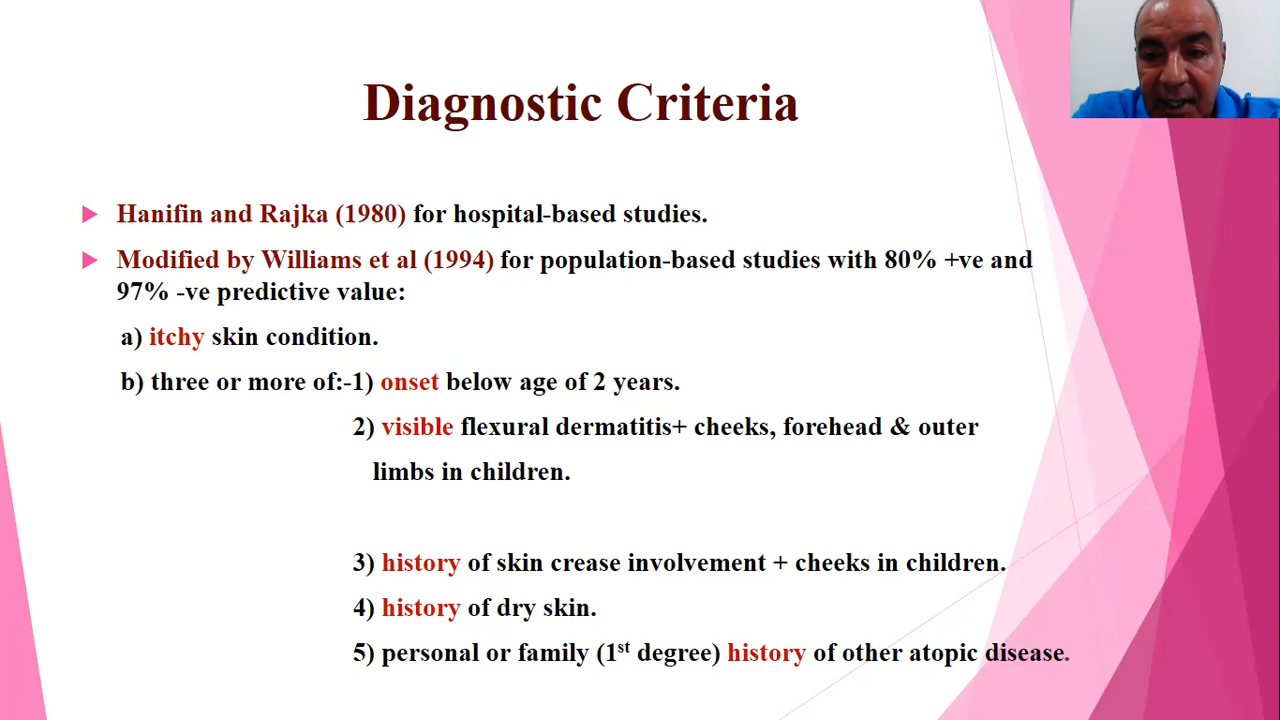 Diagnostic Criteria
Hanifin and Rajka (1980) for hospital-based studies.
Modified by Williams et al (1994) for population-based studies with 80% +ve and
97% -ve predictive value:
a) itchy skin condition.
b) three or more of:-1) onset below age of 2 years.
2) visible flexural dermatitis+ cheeks, forehead & outer
limbs in children.
3) history of skin crease involvement + cheeks in children.
4) history of dry skin.
5) personal or family (1st degree) history of other atopic disease.